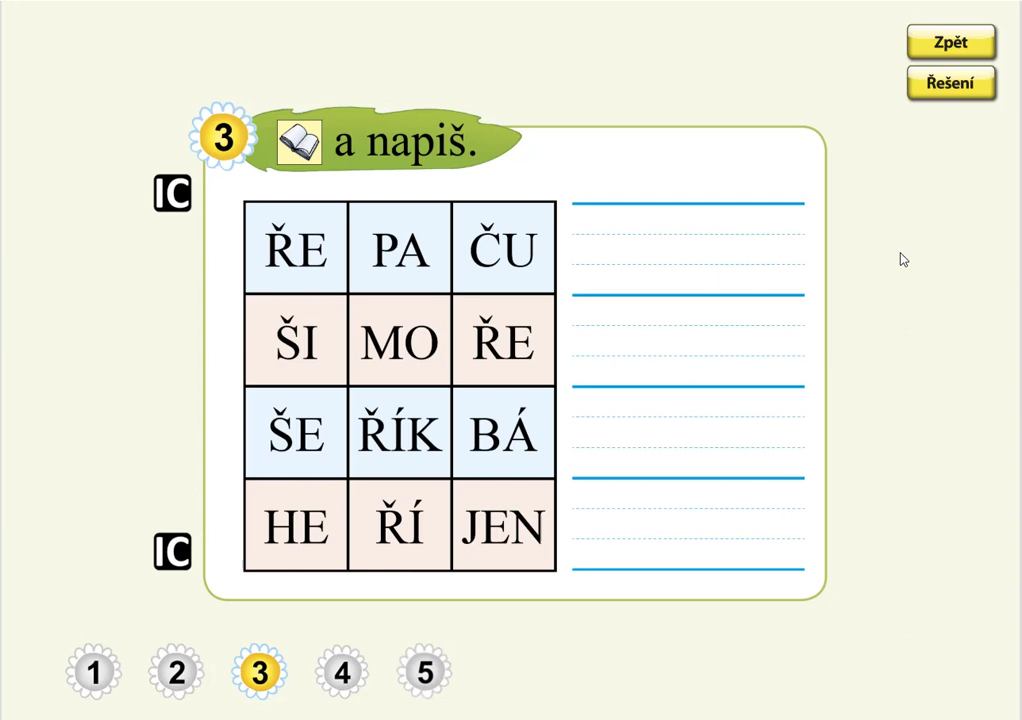 Zpět
Řešení
3 a napiš.
IC
ŘE PA ČU
ŠI MO ŘE
ŠE ŘÍK BÁ
HE ŘÍ JEN
IC
1 2 3 4 5